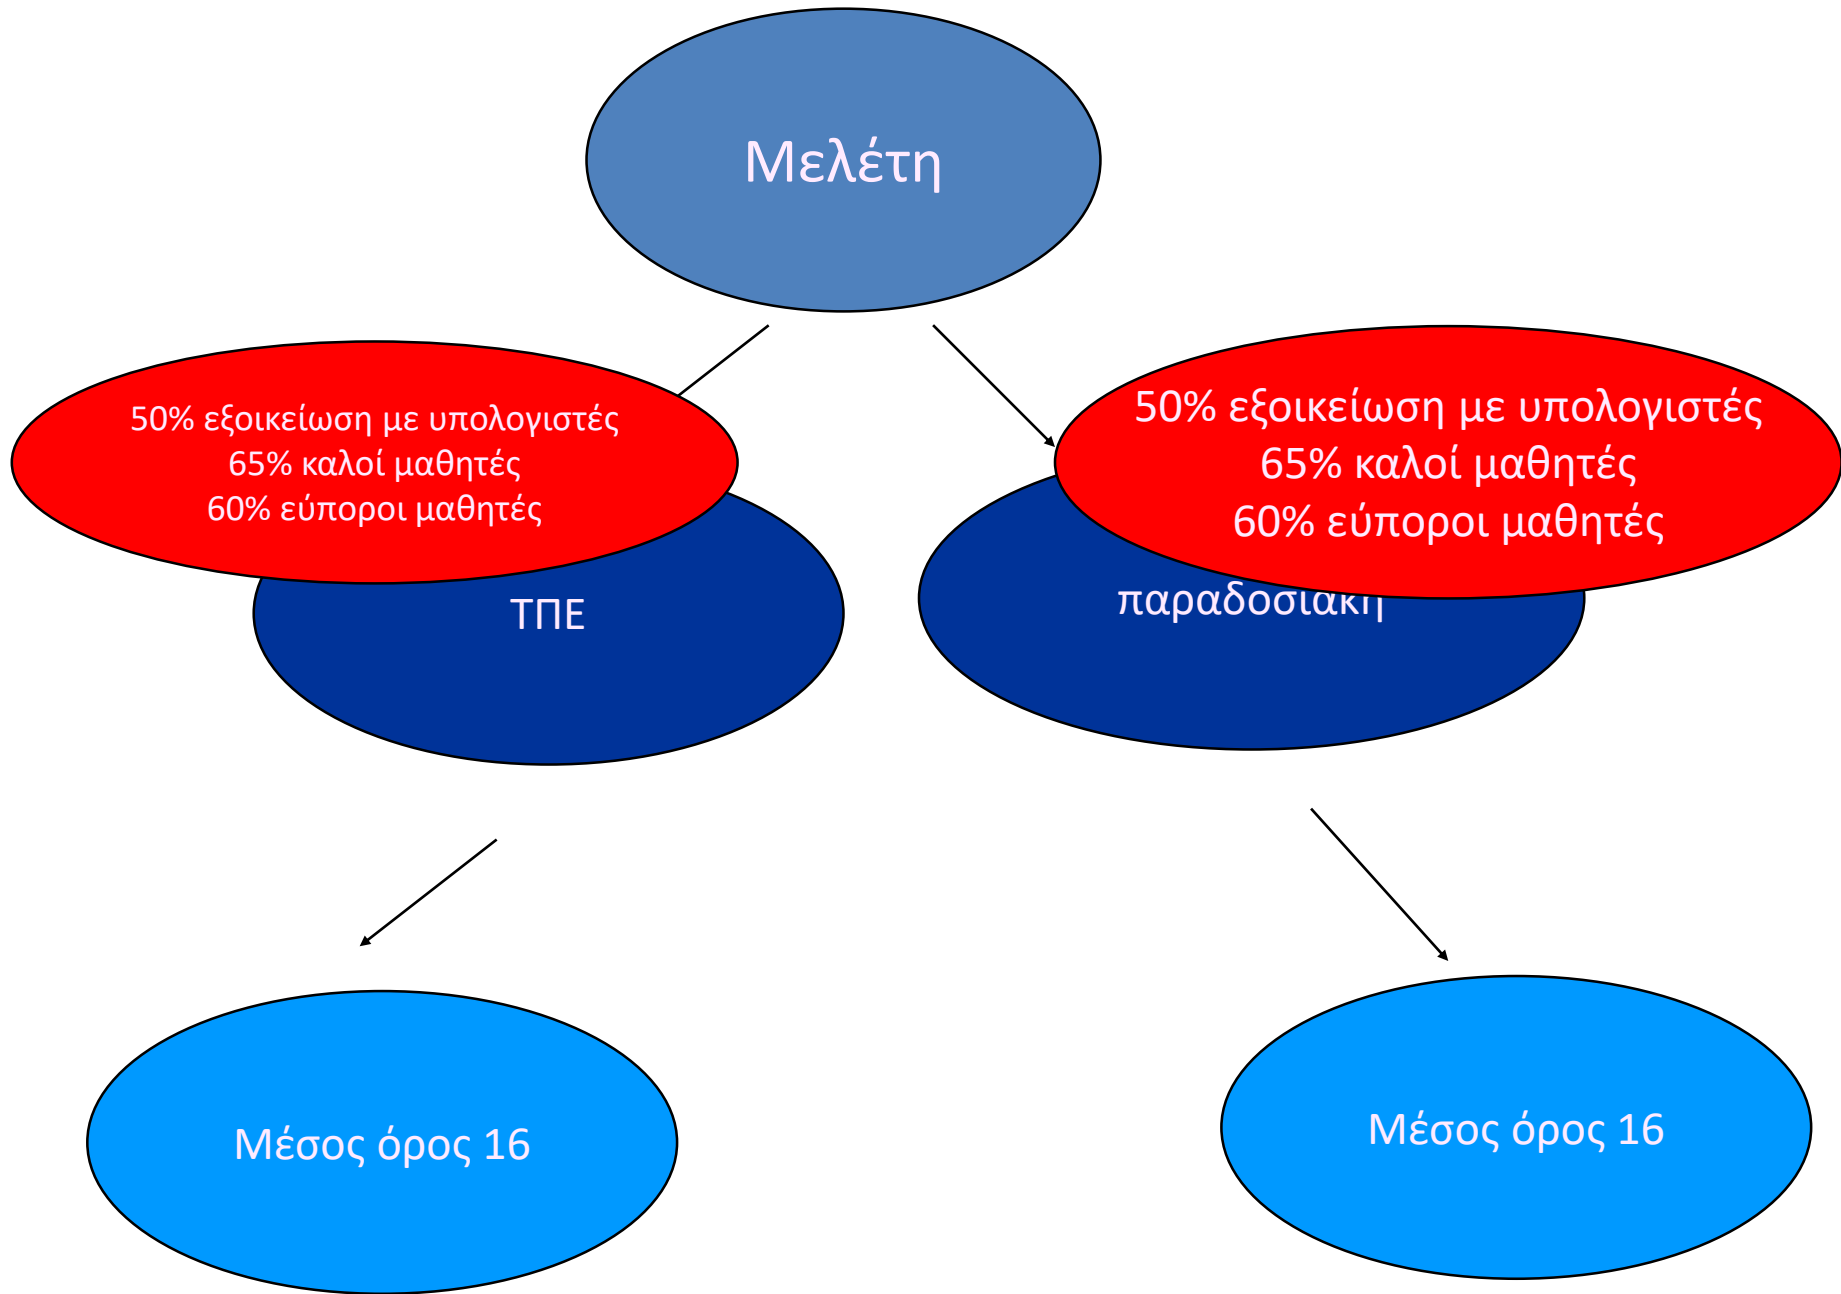 Μελέτη
50% εξοικείωση με υπολογιστές
65% καλοί μαθητές
60% εύποροι μαθητές
ΤΠΕ
50% εξοικείωση με υπολογιστές
65% καλοί μαθητές
60% εύποροι μαθητές
παραδοσιακή
Μέσος όρος 16
Μέσος όρος 16